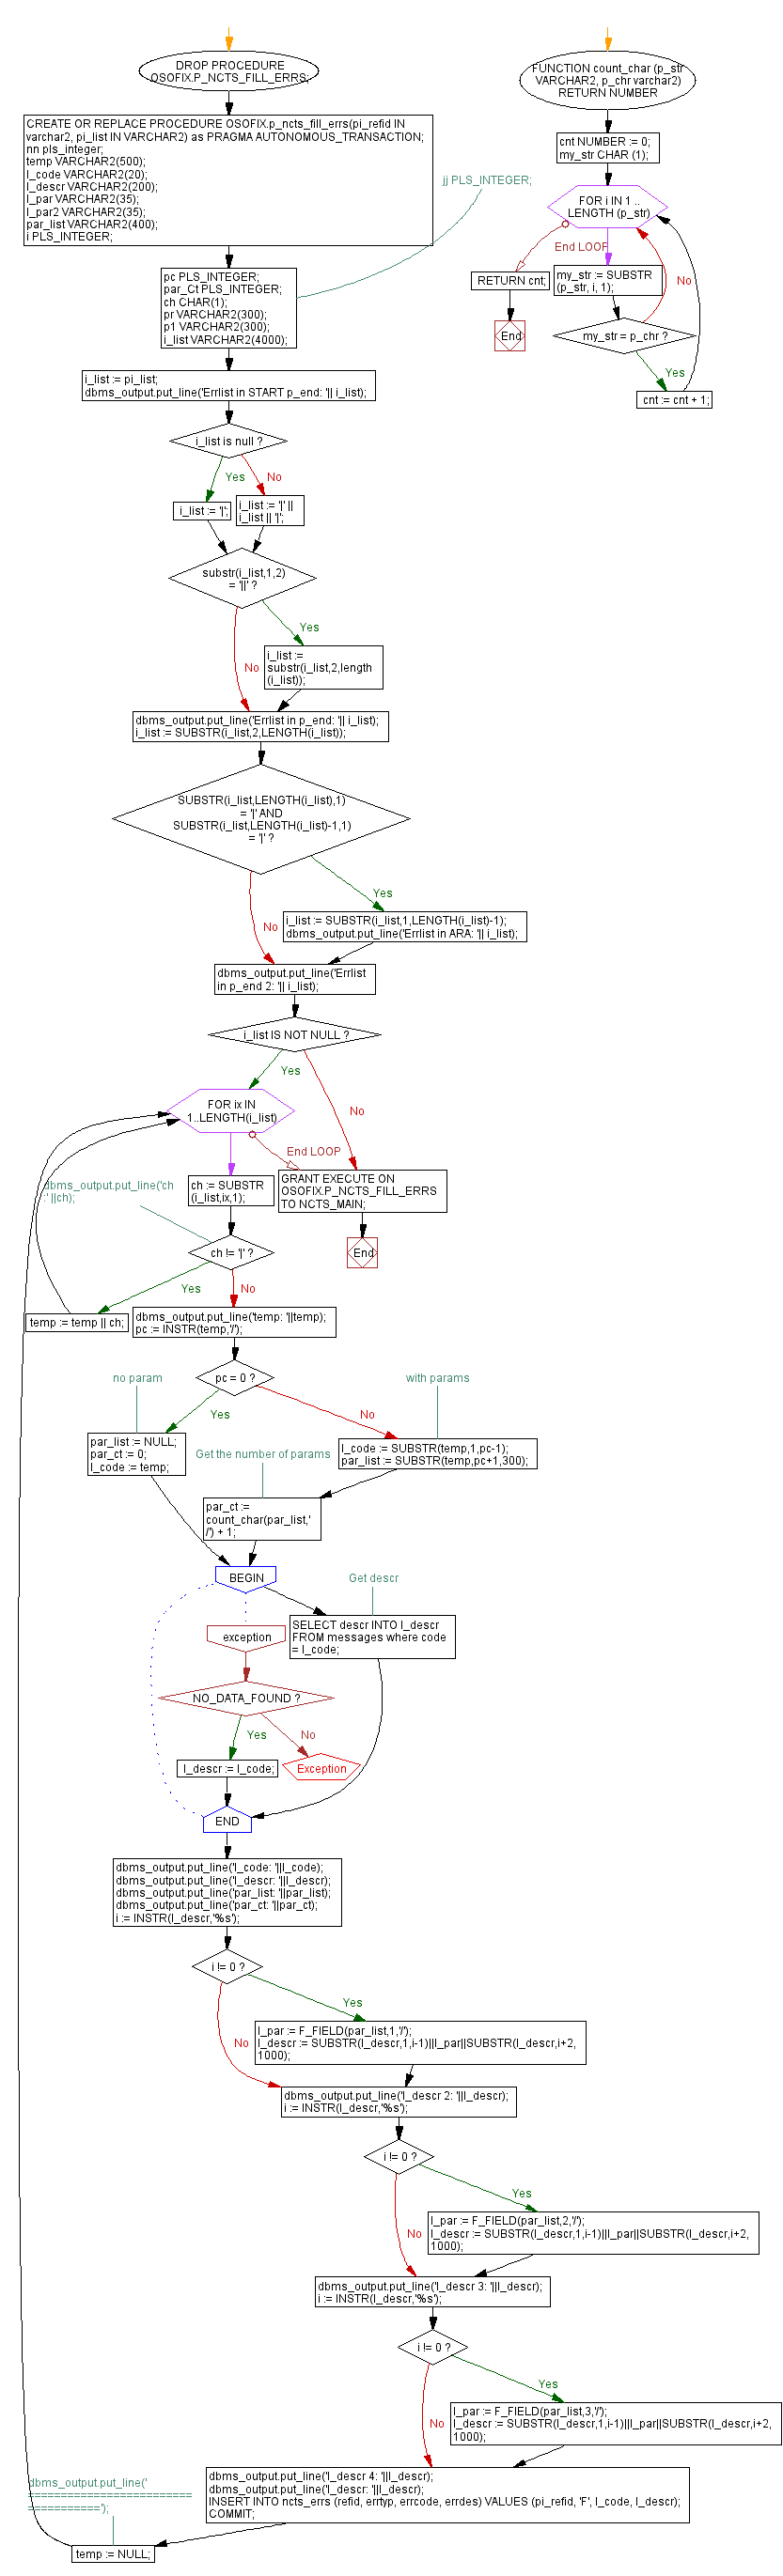 DROP PROCEDURE
OSOFIX.P_NCTS_FILL_ERRS;
CREATE OR REPLACE PROCEDURE OSOFIX.p_ncts_fill_errs(pi_refid IN
varchar2, pi_list IN VARCHAR2) as PRAGMA AUTONOMOUS_TRANSACTION;
nn pls_integer;
temp VARCHAR2(500);
l_code VARCHAR2(20);
l_descr VARCHAR2(200);
l_par VARCHAR2(35);
l_par2 VARCHAR2(35);
par_list VARCHAR2(400);
i PLS_INTEGER;
jj PLS_INTEGER;
pc PLS_INTEGER;
par_Ct PLS_INTEGER;
ch CHAR(1);
pr VARCHAR2(300);
p1 VARCHAR2(300);
i_list VARCHAR2(4000);
i_list := pi_list;
dbms_output.put_line('Errlist in START p_end: '|| i_list);
i_list is null ?
Yes
No
i_list := '|';
i_list := '|' ||
i_list || '|';
substr(i_list,1,2)
= '||' ?
Yes
No
i_list :=
substr(i_list,2,length
(i_list));
dbms_output.put_line('Errlist in p_end: '|| i_list);
i_list := SUBSTR(i_list,2,LENGTH(i_list));
SUBSTR(i_list,LENGTH(i_list),1)
= '|' AND
SUBSTR(i_list,LENGTH(i_list)-1,1)
= '|' ?
Yes
No
i_list := SUBSTR(i_list,1,LENGTH(i_list)-1);
dbms_output.put_line('Errlist in ARA: '|| i_list);
dbms_output.put_line('Errlist
in p_end 2: '|| i_list);
i_list IS NOT NULL ?
Yes
No
FOR ix IN
1..LENGTH(i_list)
End LOOP
GRANT EXECUTE ON
OSOFIX.P_NCTS_FILL_ERRS
TO NCTS_MAIN;
End
ch := SUBSTR
(i_list,ix,1);
dbms_output.put_line('ch
:' ||ch);
ch != '|' ?
Yes
No
temp := temp || ch;
dbms_output.put_line('temp: '||temp);
pc := INSTR(temp,'/');
pc = 0 ?
no param
with params
Yes
No
par_list := NULL;
par_ct := 0;
l_code := temp;
l_code := SUBSTR(temp,1,pc-1);
par_list := SUBSTR(temp,pc+1,300);
Get the number of params
par_ct :=
count_char(par_list,'
/') + 1;
BEGIN
Get descr
SELECT descr INTO l_descr
FROM messages where code
= l_code;
exception
NO_DATA_FOUND ?
Yes
No
l_descr := l_code;
Exception
END
dbms_output.put_line('l_code: '||l_code);
dbms_output.put_line('l_descr: '||l_descr);
dbms_output.put_line('par_list: '||par_list);
dbms_output.put_line('par_ct: '||par_ct);
i := INSTR(l_descr,'%s');
i != 0 ?
Yes
No
l_par := F_FIELD(par_list,1,'/');
l_descr := SUBSTR(l_descr,1,i-1)||l_par||SUBSTR(l_descr,i+2,
1000);
dbms_output.put_line('l_descr 2: '||l_descr);
i := INSTR(l_descr,'%s');
i != 0 ?
Yes
No
l_par := F_FIELD(par_list,2,'/');
l_descr := SUBSTR(l_descr,1,i-1)||l_par||SUBSTR(l_descr,i+2,
1000);
dbms_output.put_line('l_descr 3: '||l_descr);
i := INSTR(l_descr,'%s');
i != 0 ?
Yes
No
l_par := F_FIELD(par_list,3,'/');
l_descr := SUBSTR(l_descr,1,i-1)||l_par||SUBSTR(l_descr,i+2,
1000);
dbms_output.put_line('l_descr 4: '||l_descr);
dbms_output.put_line('l_descr: '||l_descr);
INSERT INTO ncts_errs (refid, errtyp, errcode, errdes) VALUES (pi_refid, 'F', l_code, l_descr);
COMMIT;
dbms_output.put_line('
=========================
===========');
temp := NULL;
FUNCTION count_char (p_str
VARCHAR2, p_chr varchar2)
RETURN NUMBER
cnt NUMBER := 0;
my_str CHAR (1);
FOR i IN 1 ..
LENGTH (p_str)
End LOOP
RETURN cnt;
End
my_str := SUBSTR
(p_str, i, 1);
No
my_str = p_chr ?
Yes
cnt := cnt + 1;